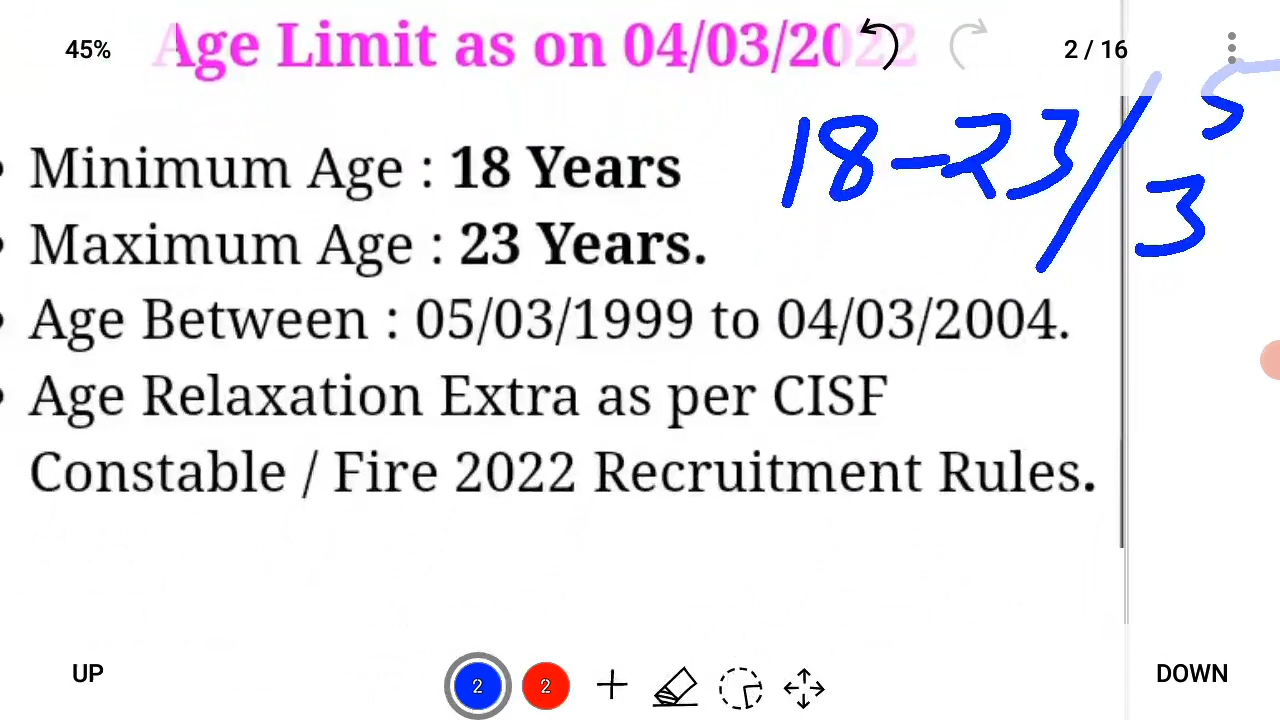 45%
Age Limit as on 04/03/2022
2 / 16
18-23/
5
3
Minimum Age : 18 Years
Maximum Age : 23 Years.
Age Between : 05/03/1999 to 04/03/2004.
Age Relaxation Extra as per CISF
Constable / Fire 2022 Recruitment Rules.
UP
2
2
DOWN